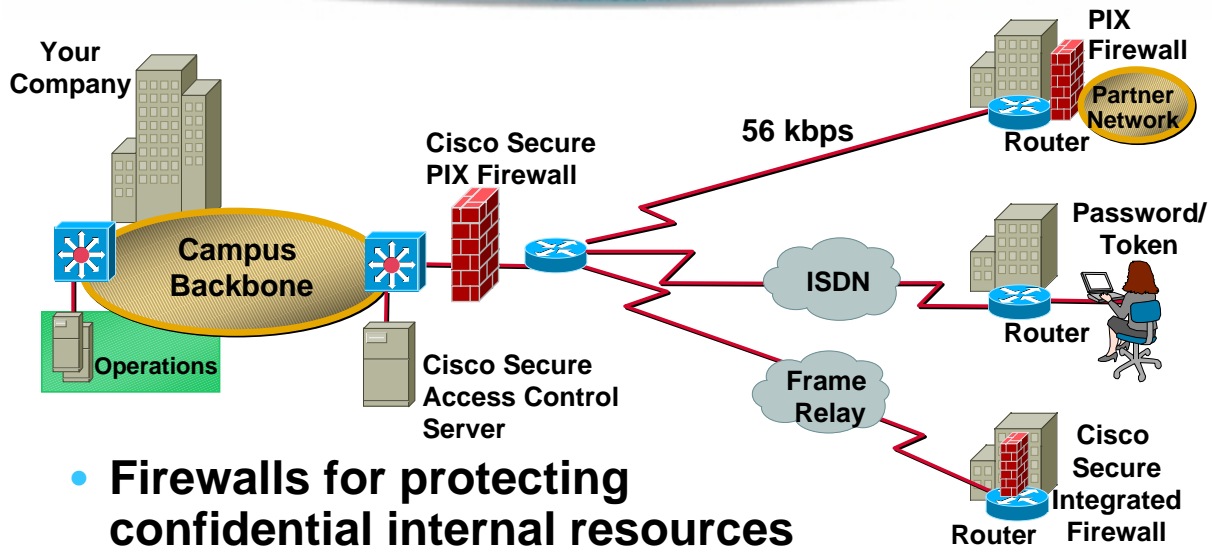 Your
Company
Campus
Backbone
Operations
Cisco Secure
PIX Firewall
Cisco Secure
Access Control
Server
56 kbps
PIX
Firewall
Partner
Network
Router
ISDN
Password/
Token
Router
Frame
Relay
Cisco
Secure
Integrated
Firewall
Router
• Firewalls for protecting
confidential internal resources